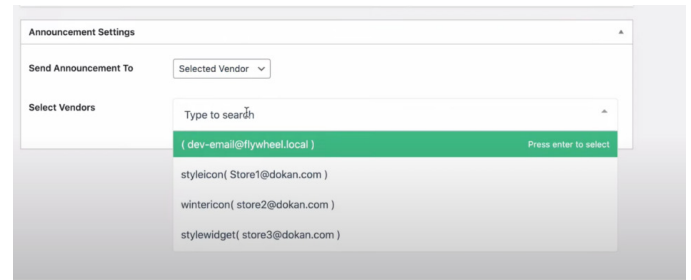 Announcement Settings
Send Announcement To
Selected Vendor
Select Vendors
Type to search
( dev-email@flywheel.local )
Press enter to select
styleicon( Store1@dokan.com )
wintericon( store2@dokan.com )
stylewidget( store3@dokan.com )